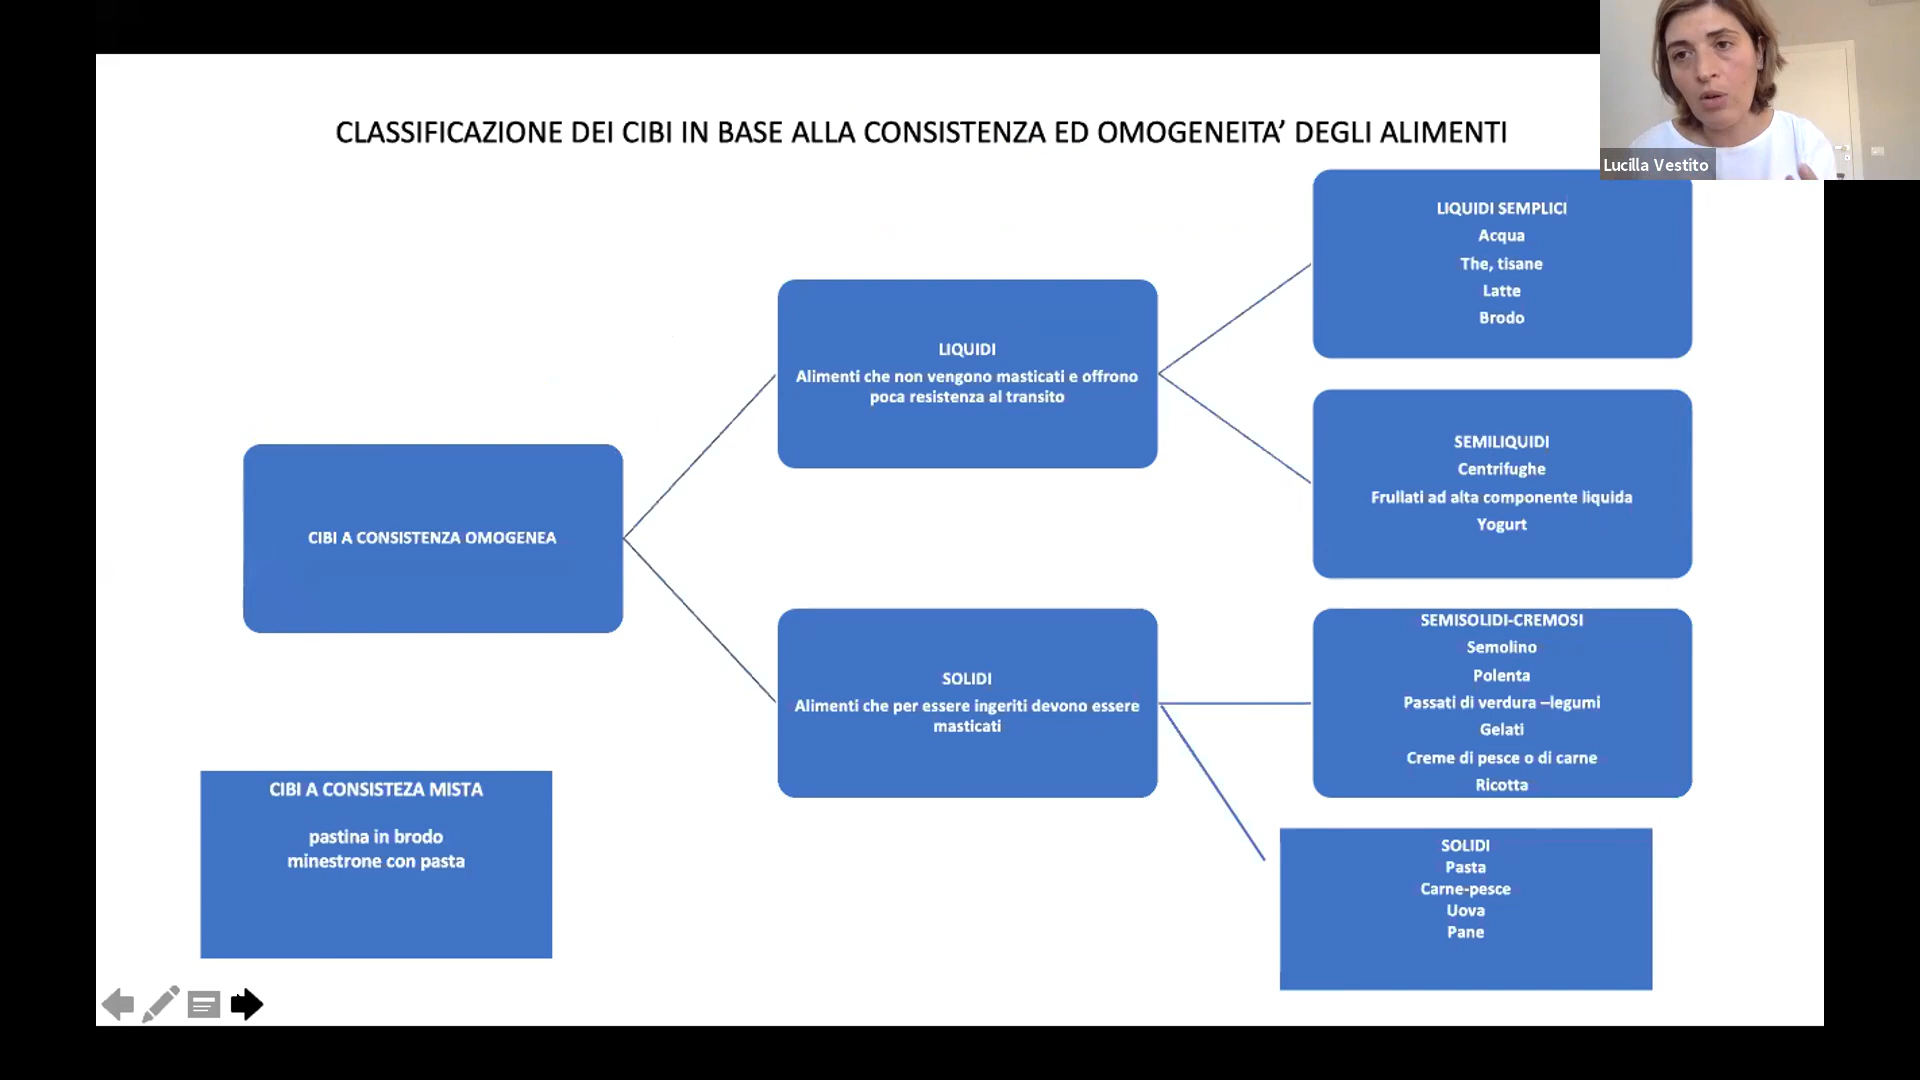 CLASSIFICAZIONE DEI CIBI IN BASE ALLA CONSISTENZA ED OMOGENEITA’ DEGLI ALIMENTI
Lucilla Vestito
CIBI A CONSISTENZA OMOGENEA
LIQUIDI
Alimenti che non vengono masticati e offrono
poca resistenza al transito
LIQUIDI SEMPLICI
Acqua
The, tisane
Latte
Brodo
SEMILIQUIDI
Centrifughe
Frullati ad alta componente liquida
Yogurt
SOLIDI
Alimenti che per essere ingeriti devono essere
masticati
SEMISOLIDI-CREMOSI
Semolino
Polenta
Passati di verdura –legumi
Gelati
Creme di pesce o di carne
Ricotta
SOLIDI
Pasta
Carne-pesce
Uova
Pane
CIBI A CONSISTEZA MISTA
pastina in brodo
minestrone con pasta